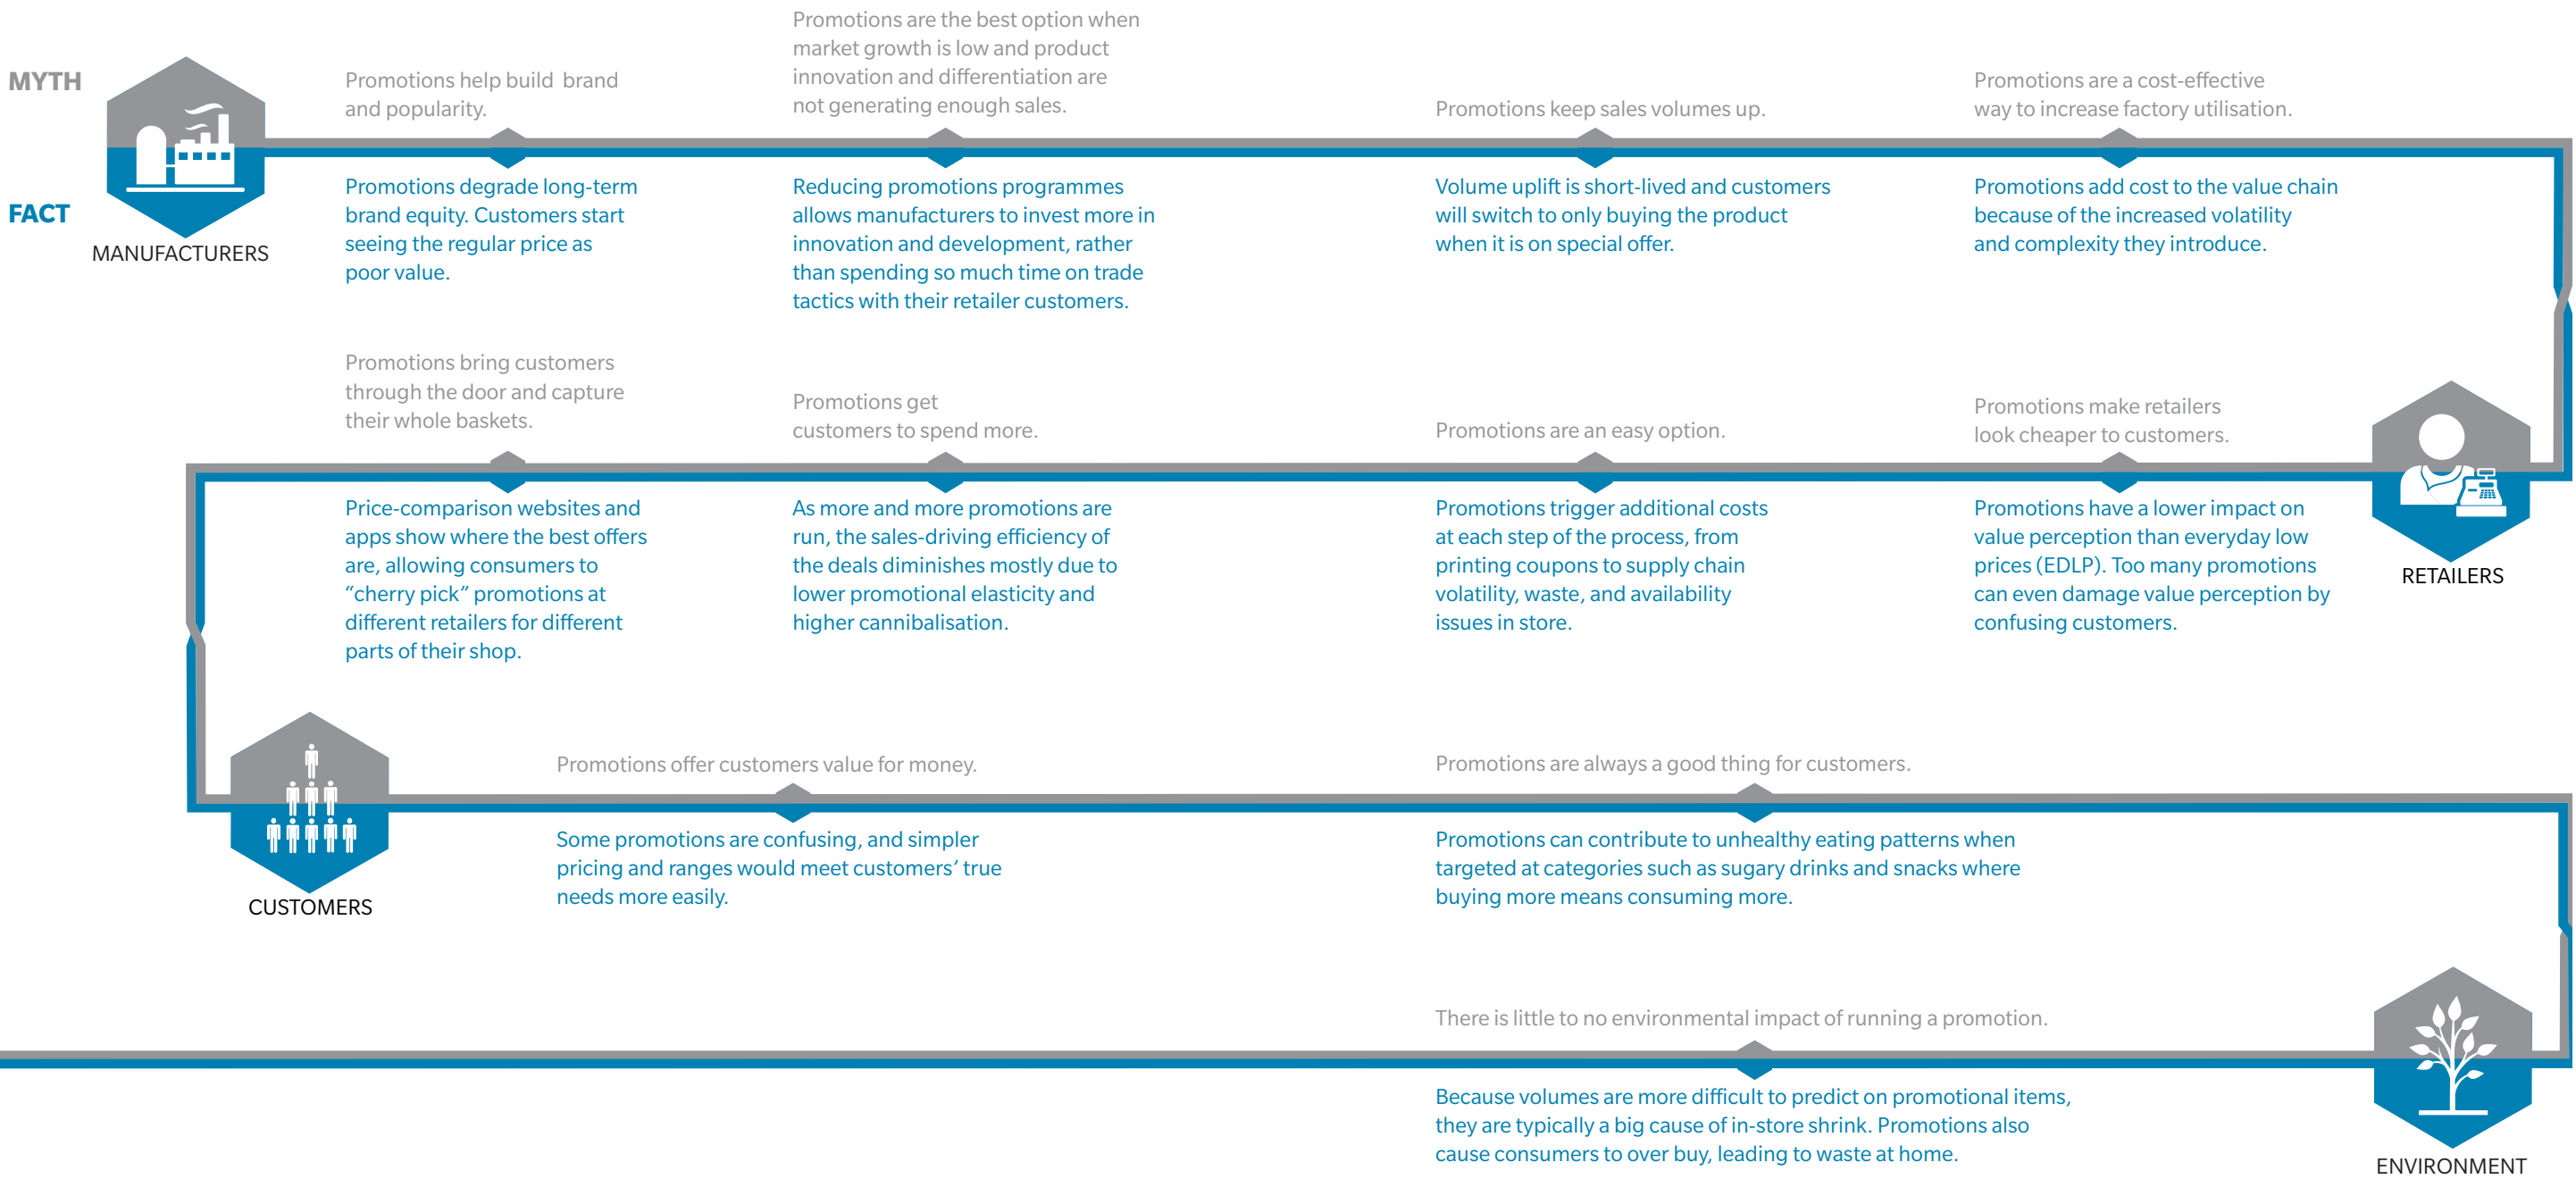 MYTH
FACT
MANUFACTURERS
Promotions help build brand
and popularity.
Promotions degrade long-term
brand equity. Customers start
seeing the regular price as
poor value.
Promotions are the best option when
market growth is low and product
innovation and differentiation are
not generating enough sales.
Reducing promotions programmes
allows manufacturers to invest more in
innovation and development, rather
than spending so much time on trade
tactics with their retailer customers.
Promotions keep sales volumes up.
Volume uplift is short-lived and customers
will switch to only buying the product
when it is on special offer.
Promotions are a cost-effective
way to increase factory utilisation.
Promotions add cost to the value chain
because of the increased volatility
and complexity they introduce.
Promotions bring customers
through the door and capture
their whole baskets.
Price-comparison websites and
apps show where the best offers
are, allowing consumers to
“cherry pick” promotions at
different retailers for different
parts of their shop.
Promotions get
customers to spend more.
As more and more promotions are
run, the sales-driving efficiency of
the deals diminishes mostly due to
lower promotional elasticity and
higher cannibalisation.
Promotions are an easy option.
Promotions trigger additional costs
at each step of the process, from
printing coupons to supply chain
volatility, waste, and availability
issues in store.
Promotions make retailers
look cheaper to customers.
Promotions have a lower impact on
value perception than everyday low
prices (EDLP). Too many promotions
can even damage value perception by
confusing customers.
RETAILERS
CUSTOMERS
Promotions offer customers value for money.
Some promotions are confusing, and simpler
pricing and ranges would meet customers’ true
needs more easily.
Promotions are always a good thing for customers.
Promotions can contribute to unhealthy eating patterns when
targeted at categories such as sugary drinks and snacks where
buying more means consuming more.
There is little to no environmental impact of running a promotion.
Because volumes are more difficult to predict on promotional items,
they are typically a big cause of in-store shrink. Promotions also
cause consumers to over buy, leading to waste at home.
ENVIRONMENT